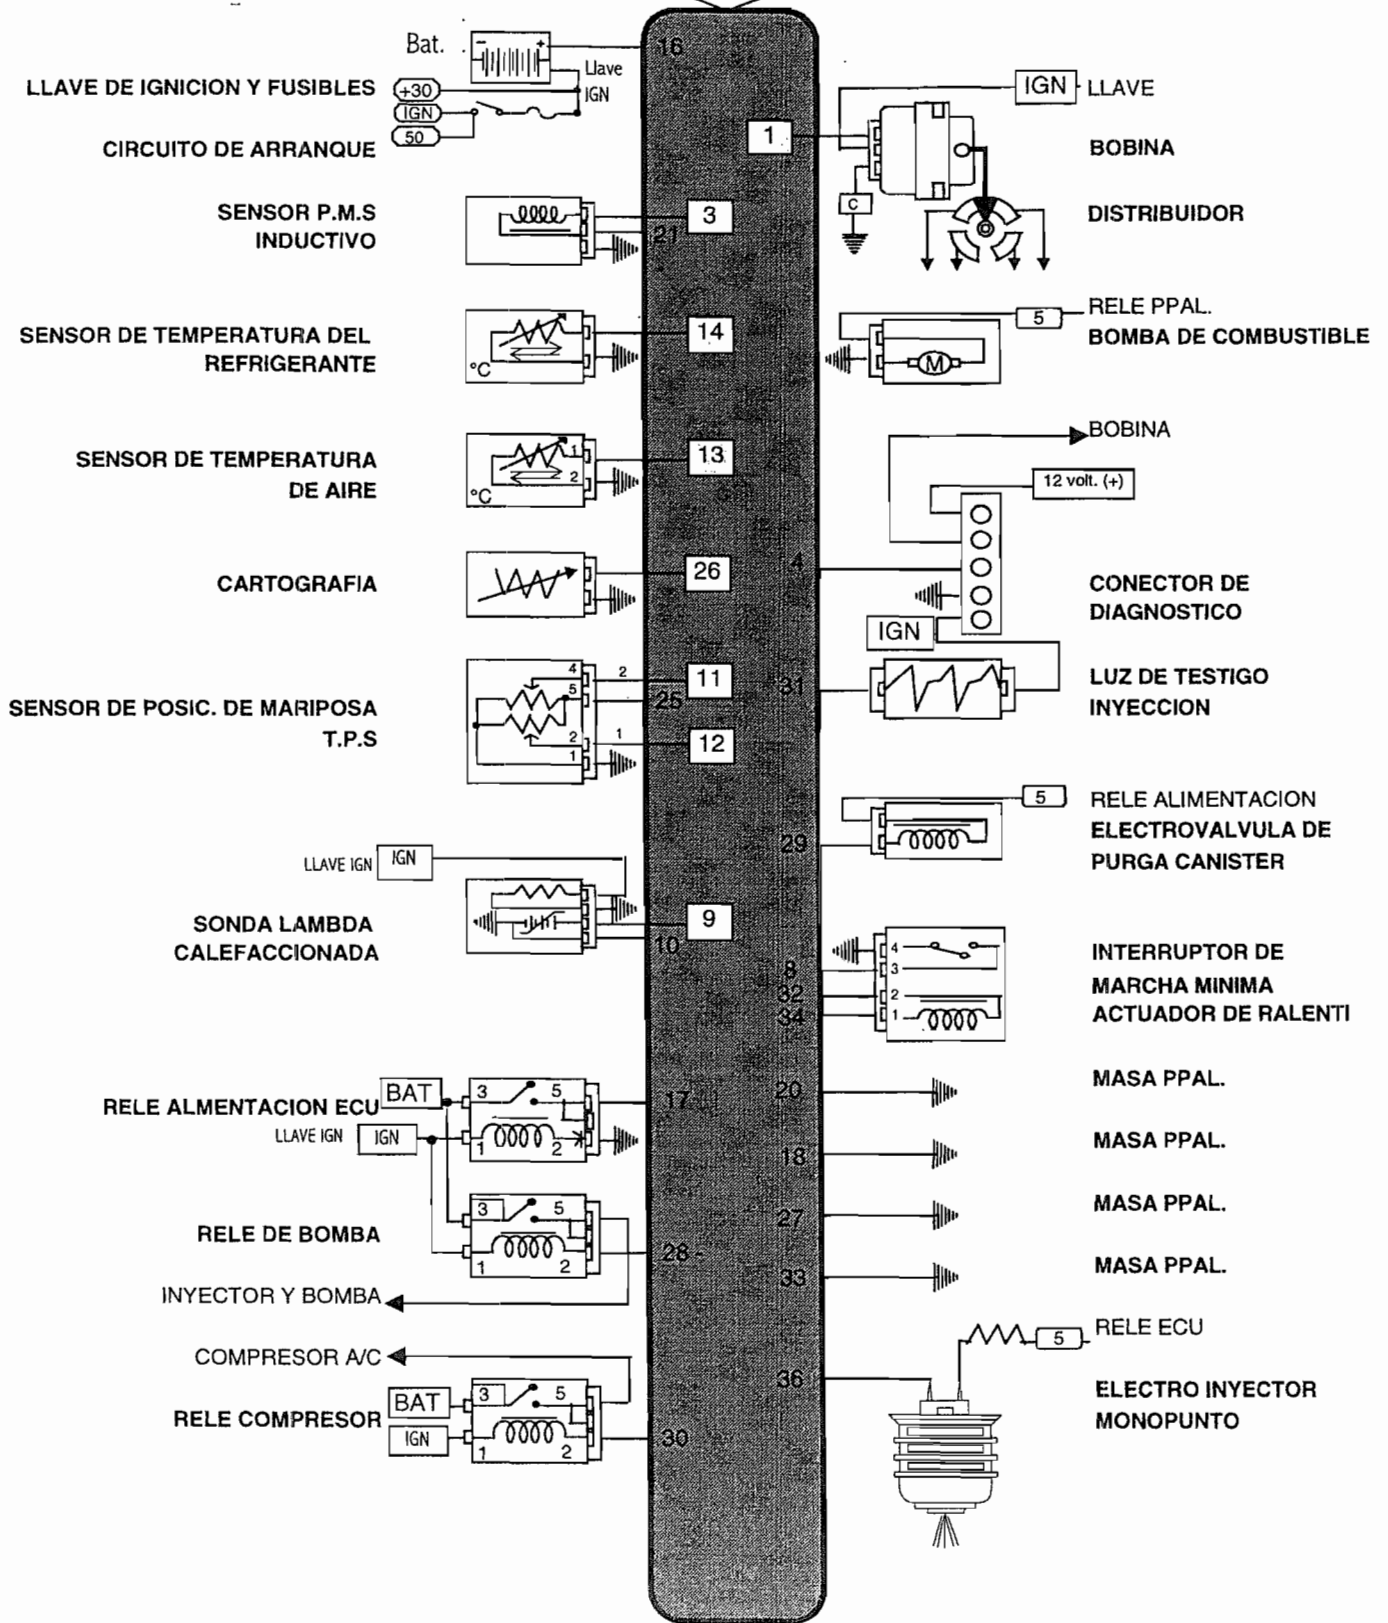 Bat.
- +
16
Llave
LLAVE DE IGNICION Y FUSIBLES
+30
IGN
IGN
50
CIRCUITO DE ARRANQUE
SENSOR P.M.S
INDUCTIVO
3
21
SENSOR DE TEMPERATURA DEL
REFRIGERANTE
°C
14
SENSOR DE TEMPERATURA
DE AIRE
1
2
°C
13
CARTOGRAFIA
26
SENSOR DE POSIC. DE MARIPOSA
T.P.S
4
5
2
1
2
1
11
25
12
LLAVE IGN
IGN
SONDA LAMBDA
CALEFACCIONADA
9
10
RELE ALMENTACION ECU
BAT
3 5
LLAVE IGN
IGN
1 2
17
RELE DE BOMBA
3 5
1 2
28 -
INYECTOR Y BOMBA
COMPRESOR A/C
RELE COMPRESOR
BAT
3 5
IGN
1 2
30
IGN
LLAVE
1
BOBINA
C
DISTRIBUIDOR
5
RELE PPAL.
BOMBA DE COMBUSTIBLE
M
BOBINA
12 volt. (+)
4
CONECTOR DE
DIAGNOSTICO
IGN
31
LUZ DE TESTIGO
INYECCION
5
RELE ALIMENTACION
ELECTROVALVULA DE
PURGA CANISTER
29
8
32
34
4
3
2
1
INTERRUPTOR DE
MARCHA MINIMA
ACTUADOR DE RALENTI
20
MASA PPAL.
18
MASA PPAL.
27
MASA PPAL.
33
MASA PPAL.
5
RELE ECU
36
ELECTRO INYECTOR
MONOPUNTO